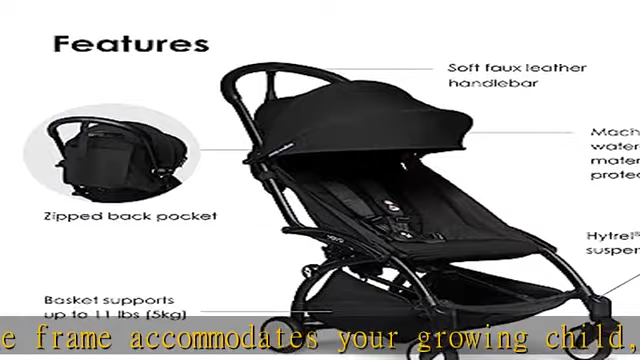 Features
Soft faux leather
handlebar
Zipped back pocket
Hytrel®
Basket supports
up to 11 lbs (5kg)
frame accommodates your growing child,